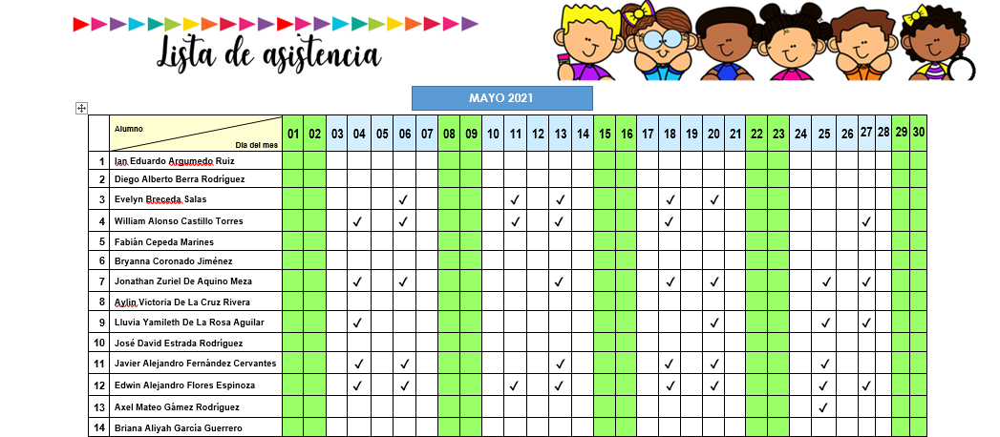 Lista de asistencia
MAYO 2021
Alumno
Dia del mes
01 02 03 04 05 06 07 08 09 10 11 12 13 14 15 16 17 18 19 20 21 22 23 24 25 26 27 28 29 30
1 Ian Eduardo Argumedo Ruiz
2 Diego Alberto Berra Rodríguez
3 Evelyn Breceda Salas ✓ ✓ ✓ ✓ ✓
4 William Alonso Castillo Torres ✓ ✓ ✓ ✓ ✓ ✓
5 Fabián Cepeda Marines
6 Bryanna Coronado Jiménez
7 Jonathan Zuriel De Aquino Meza ✓ ✓ ✓ ✓ ✓ ✓ ✓
8 Aylin Victoria De La Cruz Rivera
9 Lluvia Yamileth De La Rosa Aguilar ✓ ✓ ✓ ✓
10 José David Estrada Rodríguez
11 Javier Alejandro Fernández Cervantes ✓ ✓ ✓ ✓ ✓ ✓
12 Edwin Alejandro Flores Espinoza ✓ ✓ ✓ ✓ ✓ ✓ ✓ ✓
13 Axel Mateo Gámez Rodríguez ✓
14 Briana Aliyah García Guerrero